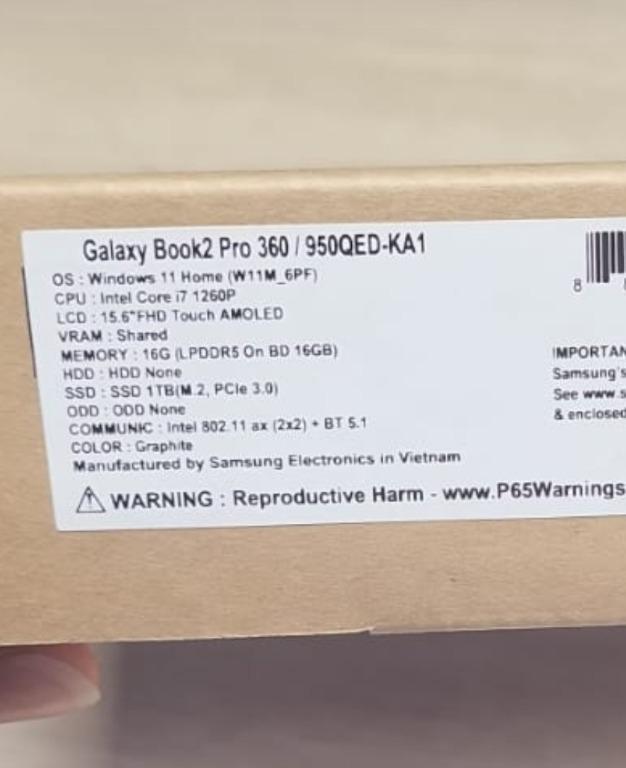 Galaxy Book2 Pro 360 / 950QED-KA1
OS : Windows 11 Home (W11M_6PF)
CPU : Intel Core i7 1260P
LCD : 15.6"FHD Touch AMOLED
VRAM : Shared
MEMORY : 16G (LPDDR5 On BD 16GB)
HDD : HDD None
SSD : SSD 1TB(M.2, PCIe 3.0)
ODD : ODD None
COMMUNIC : Intel 802.11 ax (2x2) + BT 5.1
COLOR : Graphite
Manufactured by Samsung Electronics in Vietnam
WARNING : Reproductive Harm - www.P65Warnings
8
IMPORTAN
Samsung's
See www.s
& enclosed